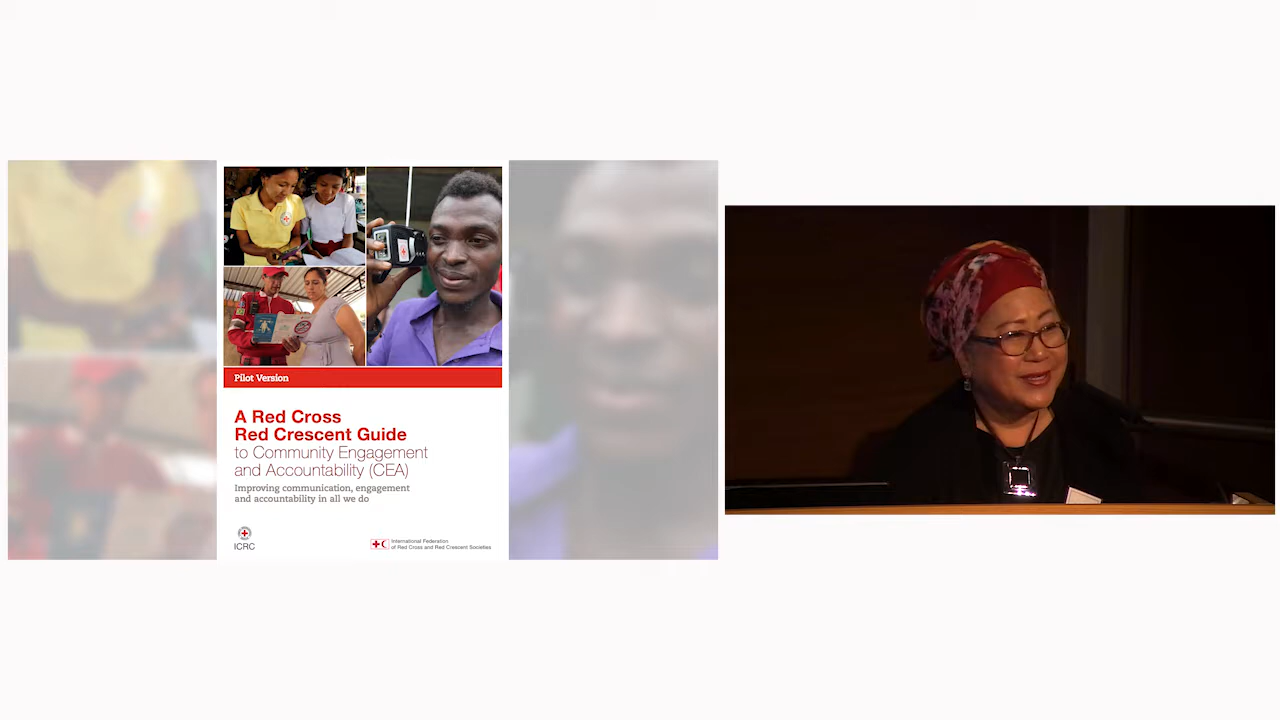 Pilot Version
A Red Cross
Red Crescent Guide
to Community Engagement
and Accountability (CEA)
Improving communication, engagement
and accountability in all we do
ICRC
International Federation
of Red Cross and Red Crescent Societies